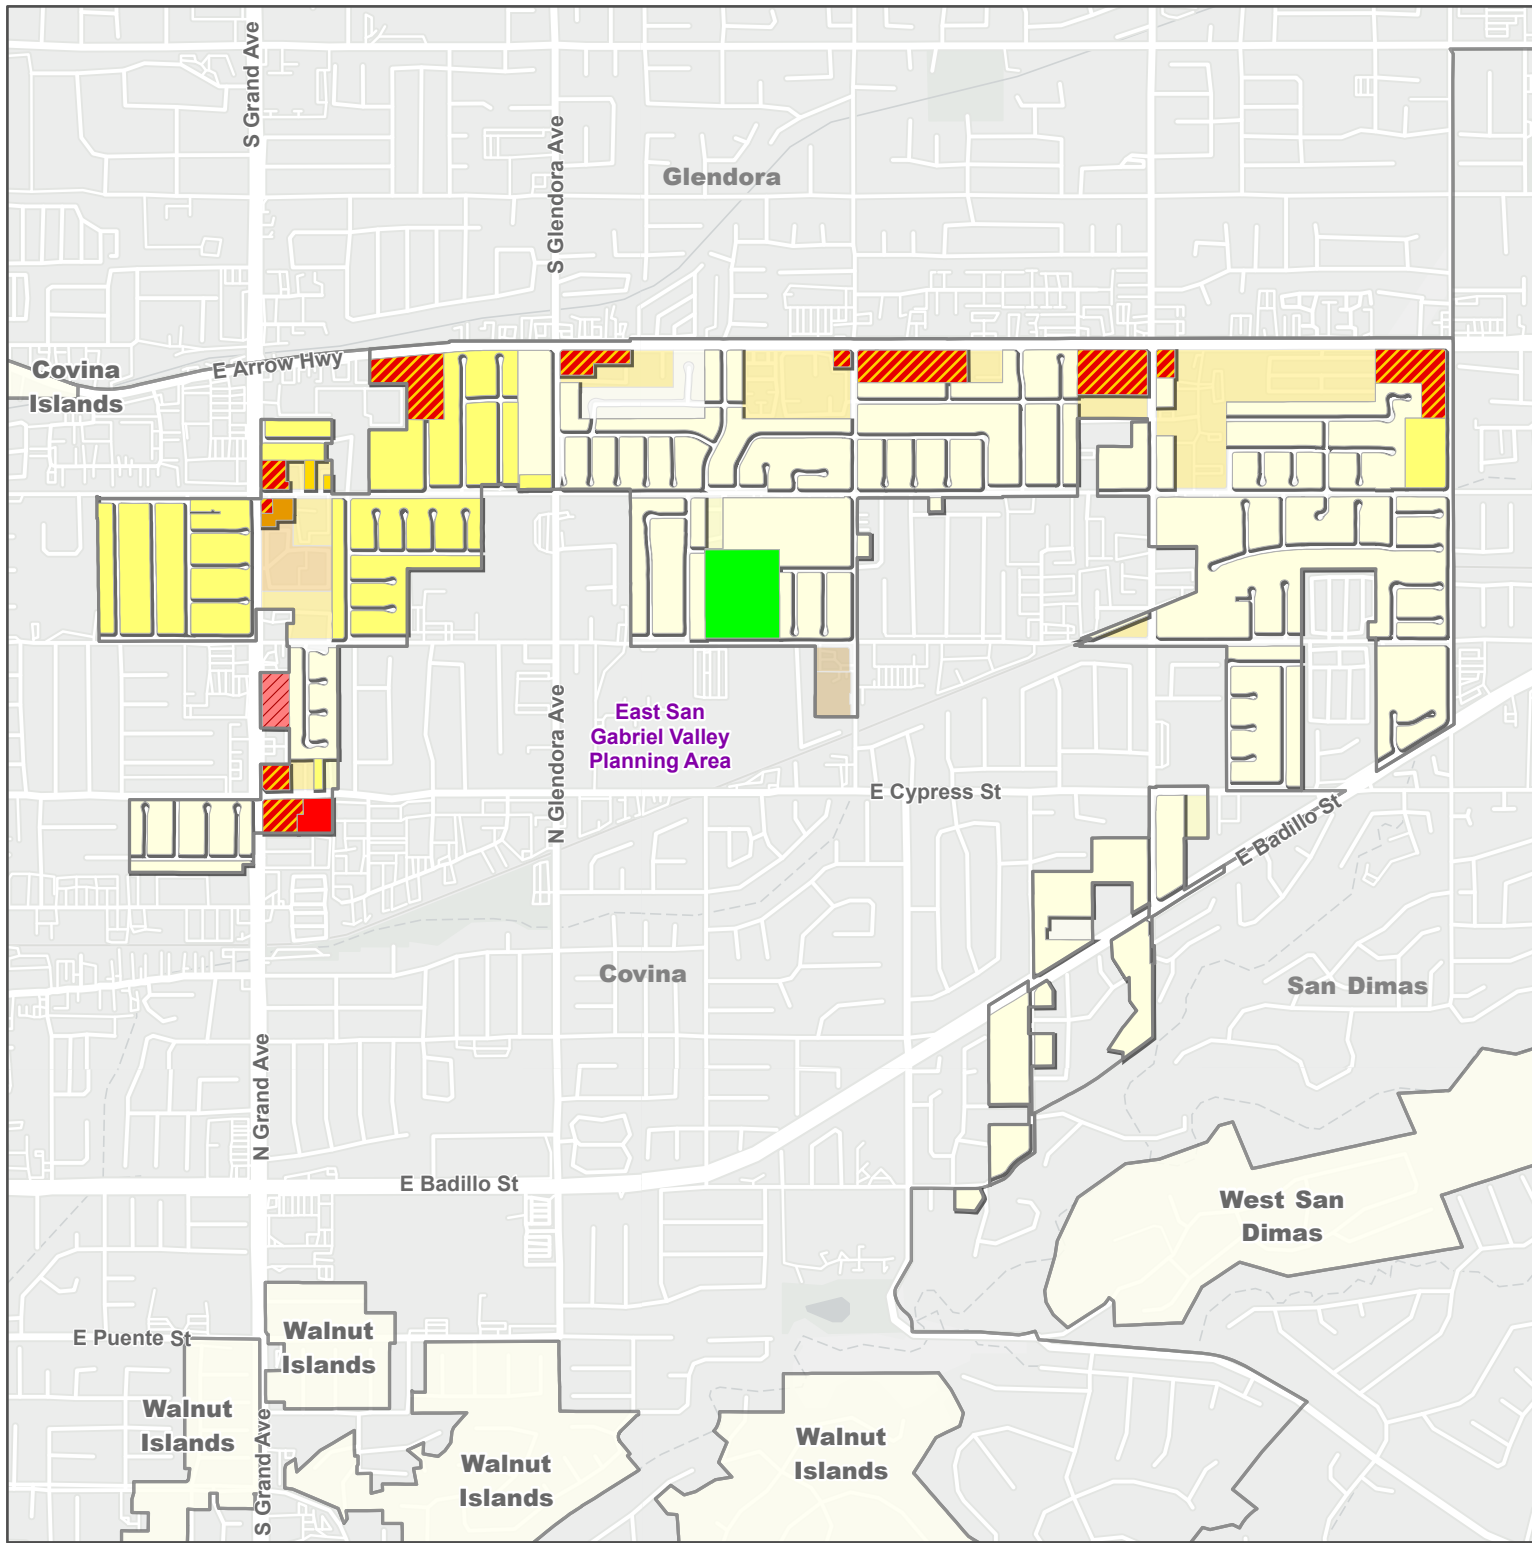 S Grand Ave
S Glendora Ave
Glendora
Covina
Islands
E Arrow Hwy
East San
Gabriel Valley
Planning Area
N Glendora Ave
E Cypress St
E Badillo St
Covina
San Dimas
N Grand Ave
E Badillo St
West San
Dimas
E Puente St
Walnut
Islands
Walnut
Islands
Walnut
Islands
Walnut
Islands
S Grand Ave